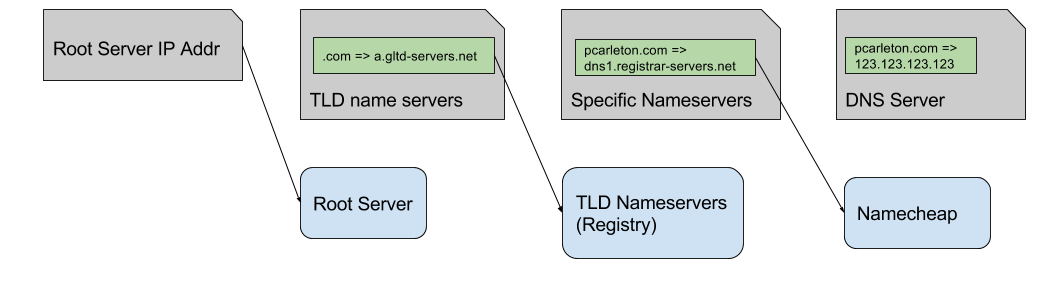 Root Server IP Addr
.com => a.gltd-servers.net
TLD name servers
pcarleton.com =>
dns1.registrar-servers.net
Specific Nameservers
pcarleton.com =>
123.123.123.123
DNS Server
Root Server
TLD Nameservers
(Registry)
Namecheap